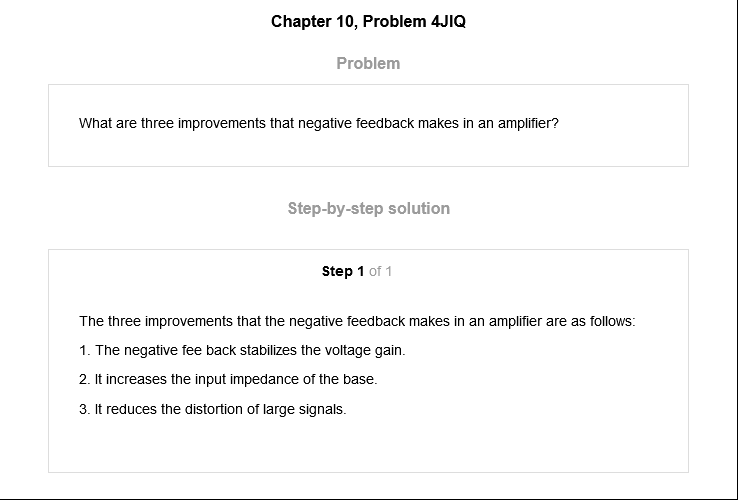 Chapter 10, Problem 4JIQ
Problem
What are three improvements that negative feedback makes in an amplifier?
Step-by-step solution
Step 1 of 1
The three improvements that the negative feedback makes in an amplifier are as follows:
1. The negative fee back stabilizes the voltage gain.
2. It increases the input impedance of the base.
3. It reduces the distortion of large signals.